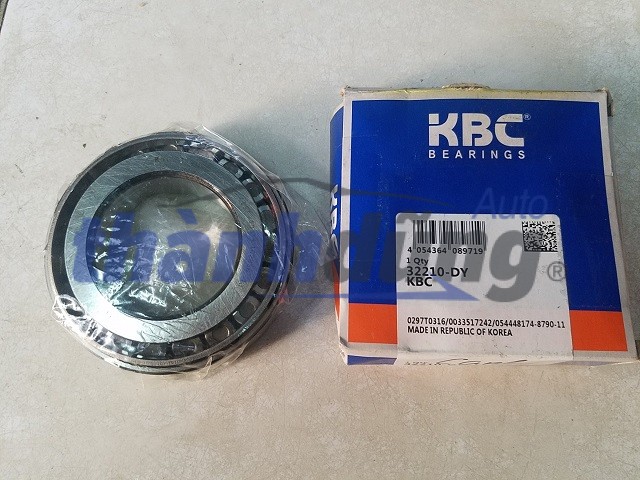 KBC®
BEARINGS
Auto
thànhdũng®
4 054364 089719
1 Qty
32210-DY
KBC
0297T0316/0033517242/054448174-8790-11
MADE IN REPUBLIC OF KOREA